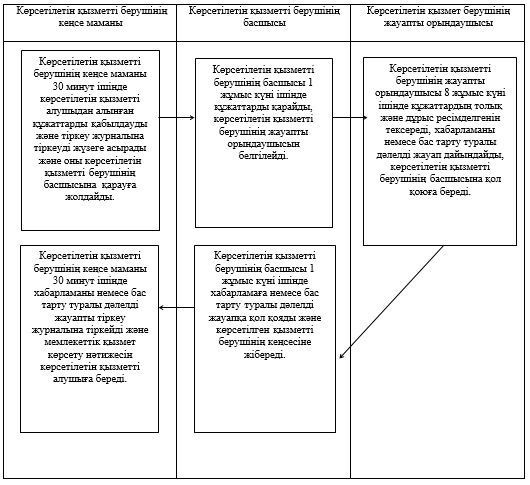 Көрсетілетін қызметті берушінің
кеңсе маманы
Көрсетілетін қызметті берушінің
басшысы
Көрсетілетін қызмет берушінің
жауапты орындаушысы
Көрсетілетін қызметті
берушінің кеңсе маманы
30 минут ішінде
көрсетілетін қызметті
алушыдан алынған
құжаттарды қабылдауды
және тіркеу журналына
тіркеуді жүзеге асырады
және оны көрсетілетін
қызметті берушінің
басшысына қарауға
жолдайды.
Көрсетілетін қызметті
берушінің басшысы 1
жұмыс күні ішінде
құжаттарды қарайды,
көрсетілетін қызметті
берушінің жауапты
орындаушысын
белгілейді.
Көрсетілетін қызметті
берушінің жауапты
орындаушысы 8 жұмыс күні
ішінде құжаттардың толық
және дұрыс ресімделгенін
тексереді, хабарламаны
немесе бас тарту туралы
дәлелді жауап дайындайды,
көрсетілетін қызметті
берушінің басшысына қол
қоюға береді.
Көрсетілетін қызметті
берушінің кеңсе маманы
30 минут ішінде
хабарламаны немесе бас
тарту туралы дәлелді
жауапты тіркеу
журналына тіркейді және
мемлекеттік қызмет
көрсету нәтижесін
көрсетілетін қызметті
алушыға береді.
Көрсетілетін қызметті
берушінің басшысы 1
жұмыс күні ішінде
хабарламаға немесе бас
тарту туралы дәлелді
жауапқа қол қояды және
көрсетілген қызметті
берушінің кеңсесіне
жібереді.